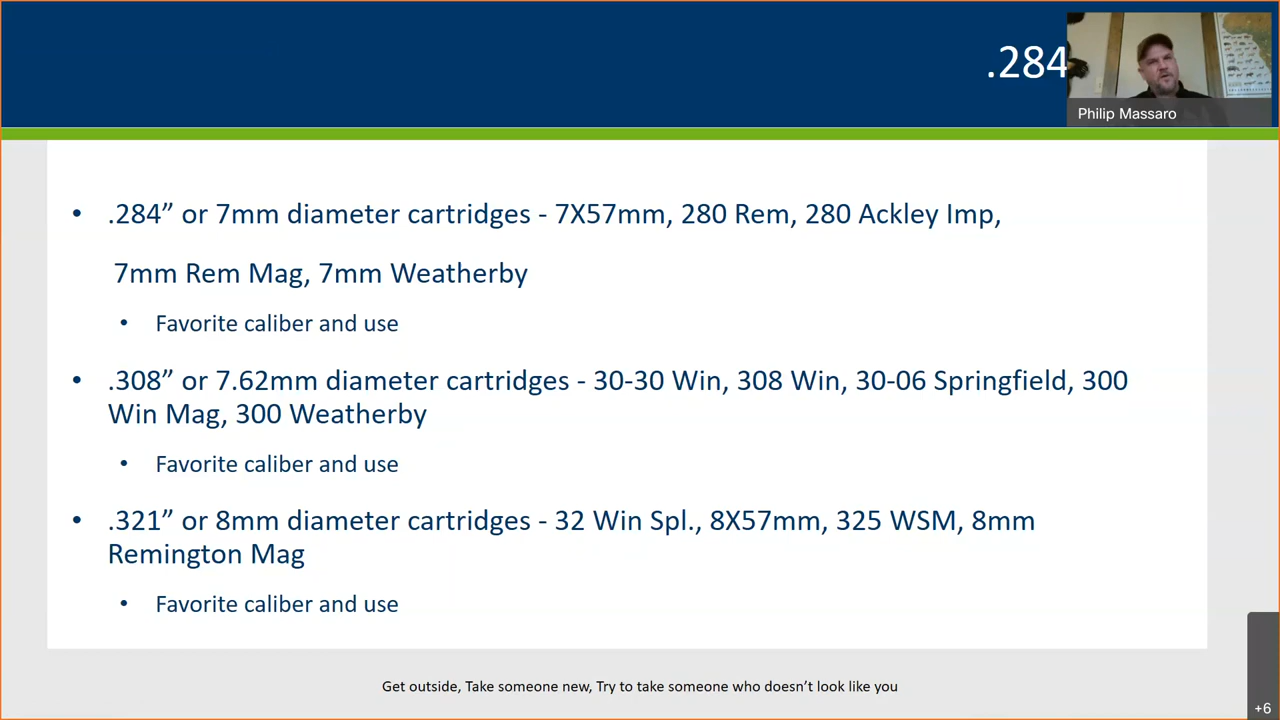 .284
Philip Massaro
• .284” or 7mm diameter cartridges - 7X57mm, 280 Rem, 280 Ackley Imp,
7mm Rem Mag, 7mm Weatherby
• Favorite caliber and use
• .308” or 7.62mm diameter cartridges - 30-30 Win, 308 Win, 30-06 Springfield, 300
Win Mag, 300 Weatherby
• Favorite caliber and use
• .321” or 8mm diameter cartridges - 32 Win Spl., 8X57mm, 325 WSM, 8mm
Remington Mag
• Favorite caliber and use
Get outside, Take someone new, Try to take someone who doesn’t look like you
+6